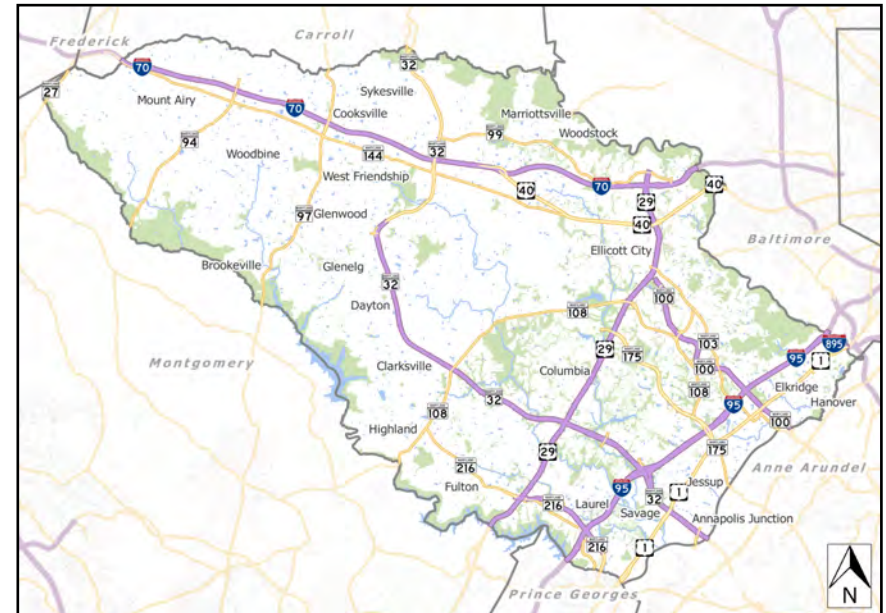 Frederick
Carroll
70
32
27
Mount Airy
Sykesville
70
Cooksville
Marriottsville
94
99
Woodstock
Woodbine
144
32
West Friendship
70
40
40
29
97
Glenwood
40
Ellicott City
Baltimore
Brookeville
Glenelg
32
100
Dayton
108
103
895
29
175
95
1
Montgomery
Clarksville
Columbia
100
Elkridge
108
32
95
Hanover
108
100
Highland
29
175
216
Anne Arundel
Fulton
95
Jessup
1
Laurel
32
216
Savage
Annapolis Junction
216
1
Prince Georges
N